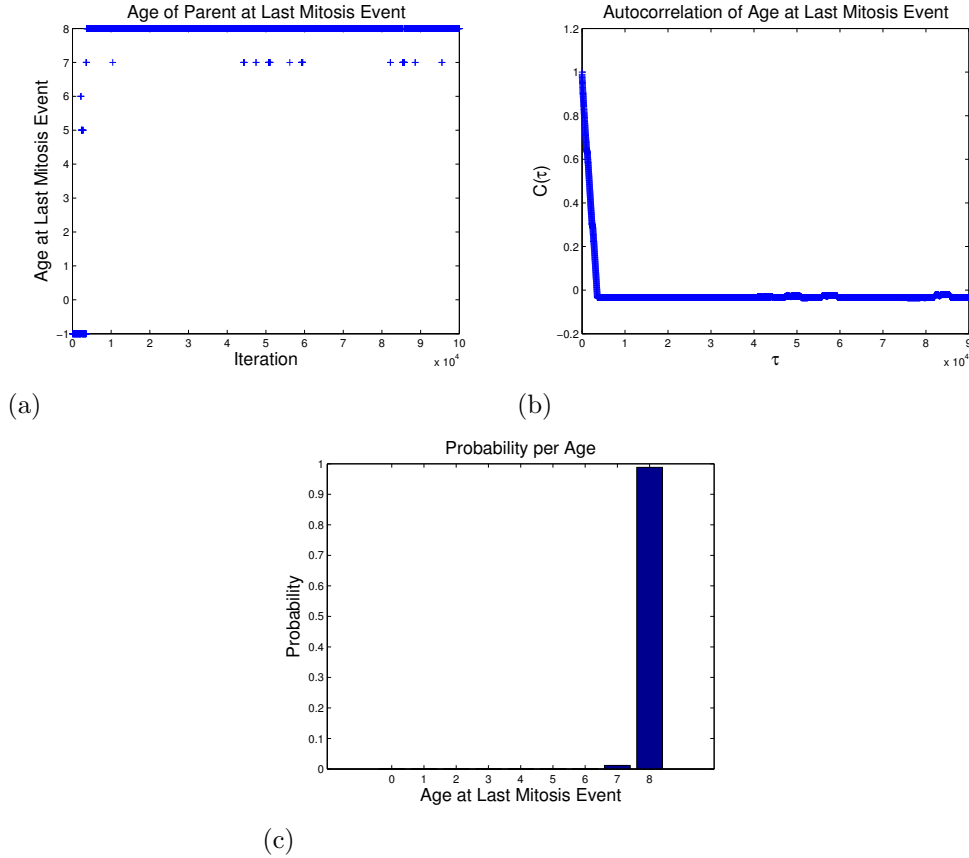 Age of Parent at Last Mitosis Event
Age at Last Mitosis Event
8
7
6
5
4
3
2
1
0
−1
0 1 2 3 4 5 6 7 8 9 10
x 10^4
Iteration
(a)
Autocorrelation of Age at Last Mitosis Event
C(τ)
1.2
1
0.8
0.6
0.4
0.2
0
−0.2
0 1 2 3 4 5 6 7 8 9
x 10^4
τ
(b)
Probability per Age
Probability
1
0.9
0.8
0.7
0.6
0.5
0.4
0.3
0.2
0.1
0
0 1 2 3 4 5 6 7 8
Age at Last Mitosis Event
(c)